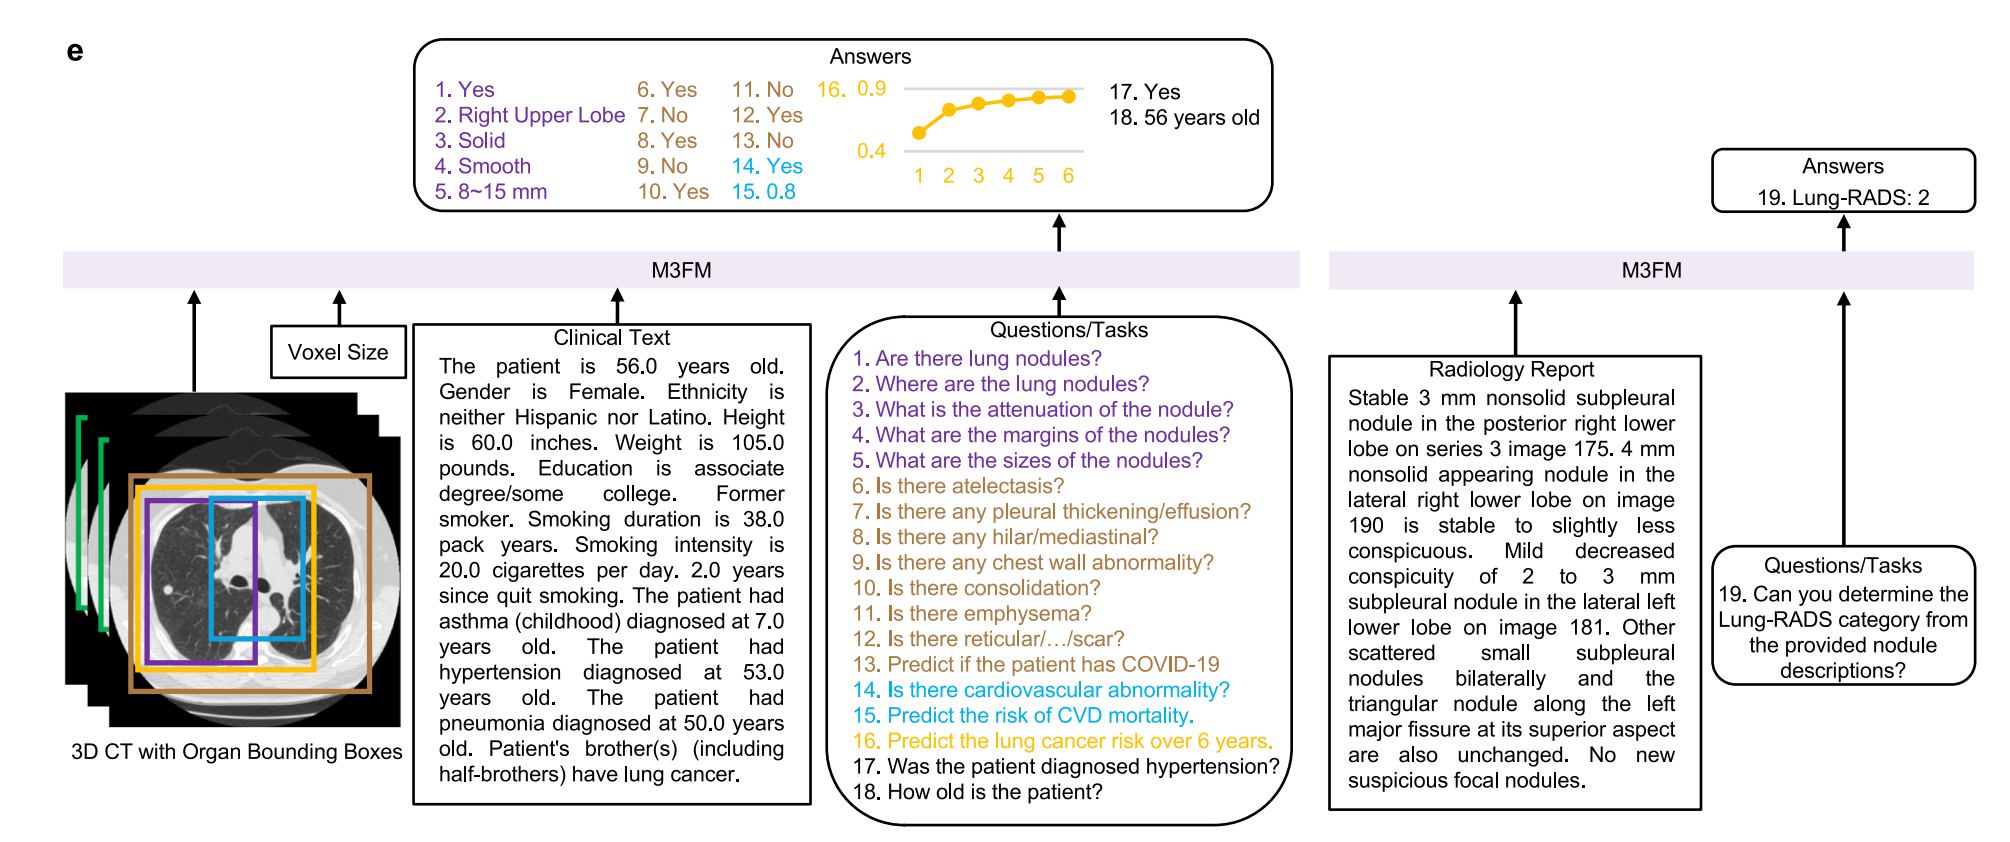 e
Answers
1. Yes
2. Right Upper Lobe
3. Solid
4. Smooth
5. 8~15 mm
6. Yes
7. No
8. Yes
9. No
10. Yes
11. No
12. Yes
13. No
14. Yes
15. 0.8
16. 0.9
0.4
1 2 3 4 5 6
17. Yes
18. 56 years old
Answers
19. Lung-RADS: 2
M3FM
M3FM
Voxel Size
3D CT with Organ Bounding Boxes
Clinical Text
The patient is 56.0 years old.
Gender is Female. Ethnicity is
neither Hispanic nor Latino. Height
is 60.0 inches. Weight is 105.0
pounds. Education is associate
degree/some college. Former
smoker. Smoking duration is 38.0
pack years. Smoking intensity is
20.0 cigarettes per day. 2.0 years
since quit smoking. The patient had
asthma (childhood) diagnosed at 7.0
years old. The patient had
hypertension diagnosed at 53.0
years old. The patient had
pneumonia diagnosed at 50.0 years
old. Patient's brother(s) (including
half-brothers) have lung cancer.
Questions/Tasks
1. Are there lung nodules?
2. Where are the lung nodules?
3. What is the attenuation of the nodule?
4. What are the margins of the nodules?
5. What are the sizes of the nodules?
6. Is there atelectasis?
7. Is there any pleural thickening/effusion?
8. Is there any hilar/mediastinal?
9. Is there any chest wall abnormality?
10. Is there consolidation?
11. Is there emphysema?
12. Is there reticular/…/scar?
13. Predict if the patient has COVID-19
14. Is there cardiovascular abnormality?
15. Predict the risk of CVD mortality.
16. Predict the lung cancer risk over 6 years.
17. Was the patient diagnosed hypertension?
18. How old is the patient?
Radiology Report
Stable 3 mm nonsolid subpleural
nodule in the posterior right lower
lobe on series 3 image 175. 4 mm
nonsolid appearing nodule in the
lateral right lower lobe on image
190 is stable to slightly less
conspicuous. Mild decreased
conspicuity of 2 to 3 mm
subpleural nodule in the lateral left
lower lobe on image 181. Other
scattered small subpleural
nodules bilaterally and the
triangular nodule along the left
major fissure at its superior aspect
are also unchanged. No new
suspicious focal nodules.
Questions/Tasks
19. Can you determine the
Lung-RADS category from
the provided nodule
descriptions?